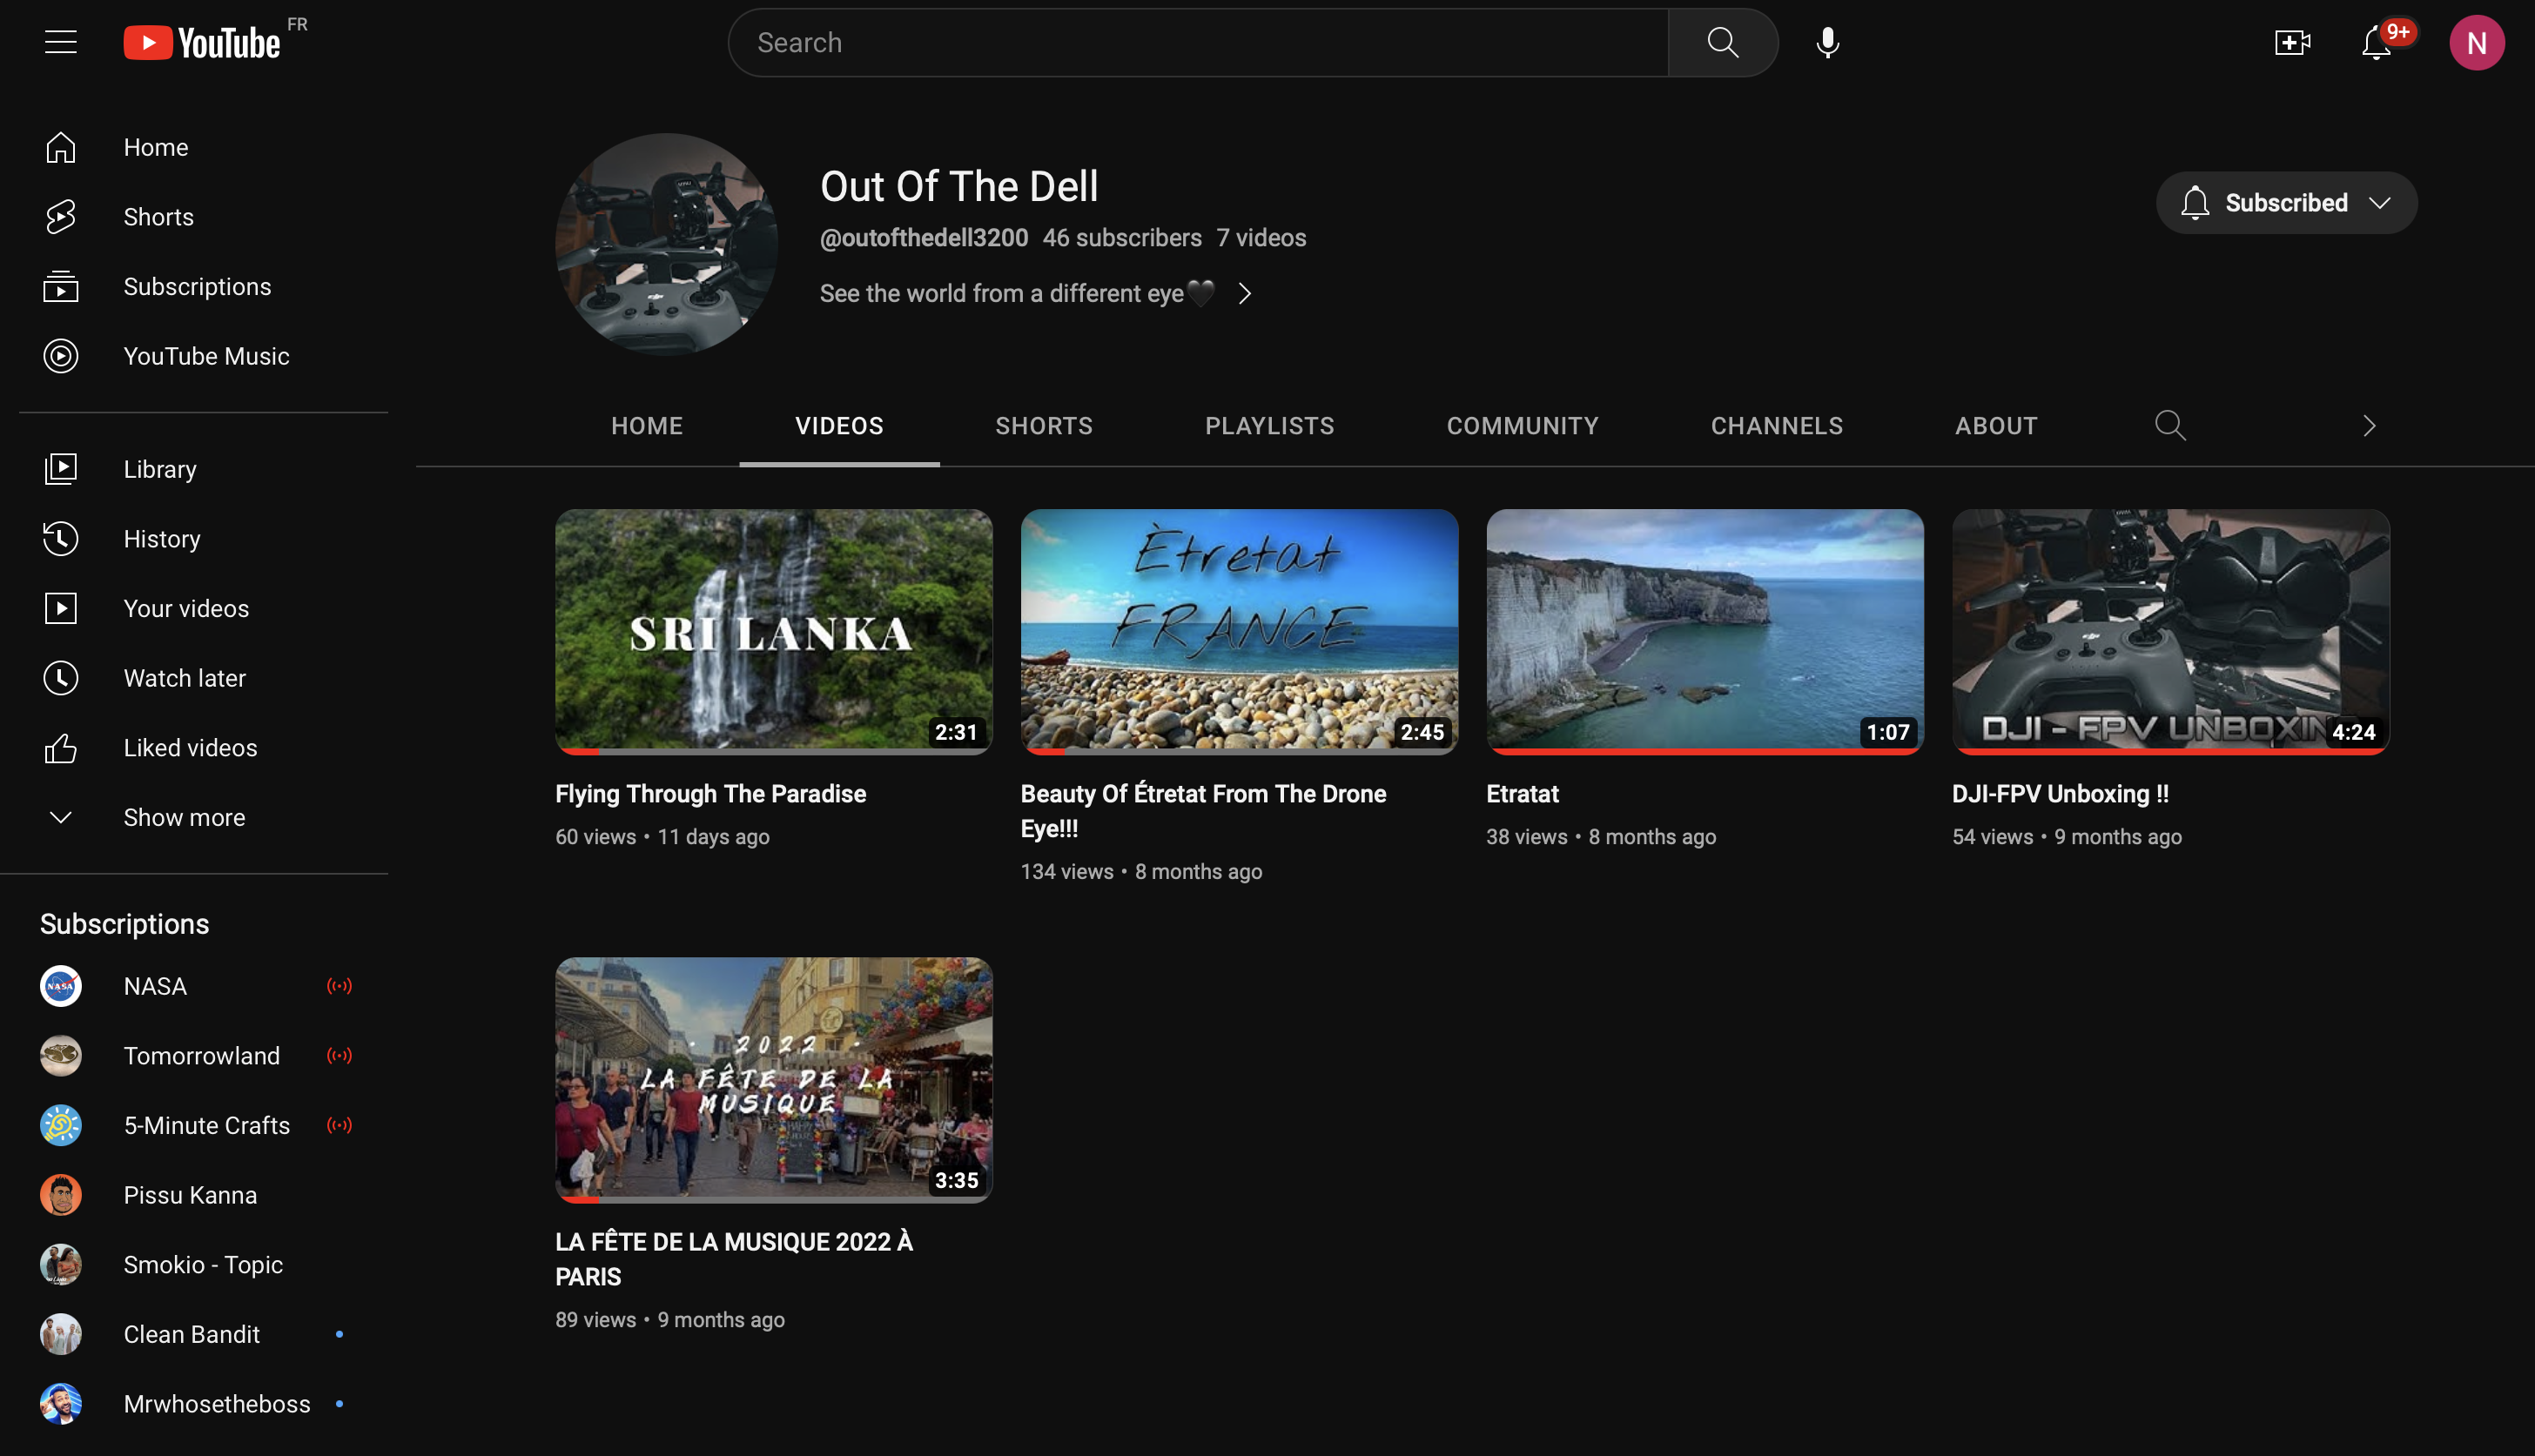 YouTube FR
Search
9+
N
Home
Shorts
Subscriptions
YouTube Music
Library
History
Your videos
Watch later
Liked videos
Show more
Subscriptions
NASA
Tomorrowland
5-Minute Crafts
Pissu Kanna
Smokio - Topic
Clean Bandit
Mrwhosetheboss
Out Of The Dell
@outofthedell3200 46 subscribers 7 videos
See the world from a different eye🖤
Subscribed
HOME VIDEOS SHORTS PLAYLISTS COMMUNITY CHANNELS ABOUT
SRI LANKA
2:31
Flying Through The Paradise
60 views • 11 days ago
Ètretat
FRANCE
2:45
Beauty Of Étretat From The Drone
Eye!!!
134 views • 8 months ago
1:07
Etratat
38 views • 8 months ago
DJI - FPV UNBOXIN
4:24
DJI-FPV Unboxing !!
54 views • 9 months ago
· 2022 ·
LA FÊTE DE LA
MUSIQUE
3:35
LA FÊTE DE LA MUSIQUE 2022 À
PARIS
89 views • 9 months ago